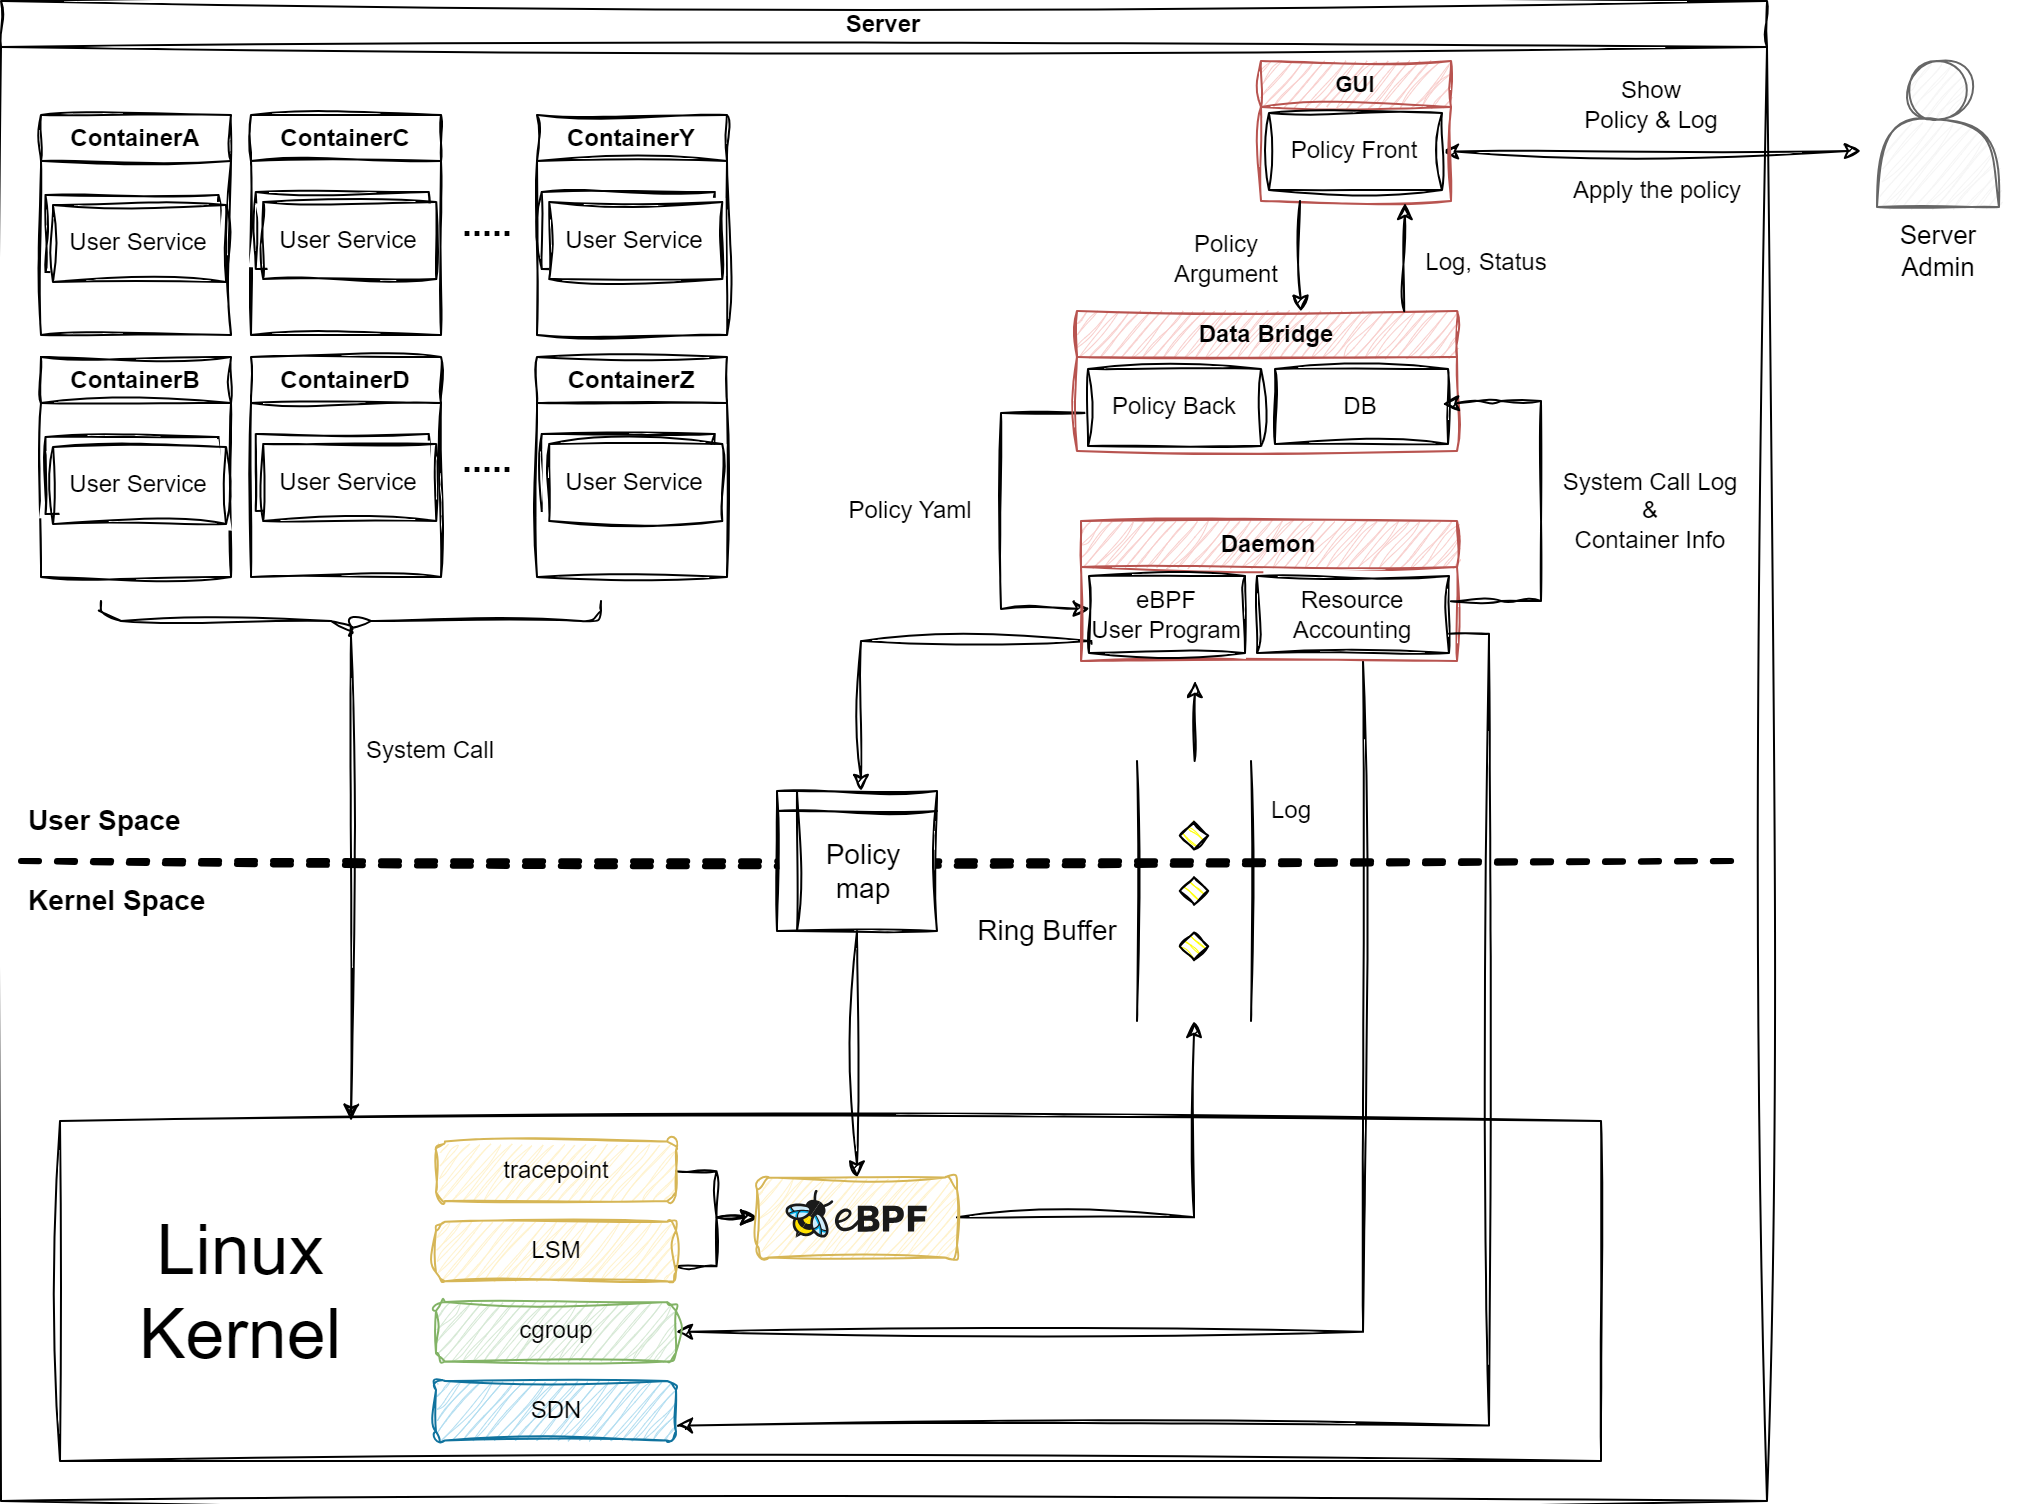 Server
GUI
Policy Front
Show
Policy & Log
Apply the policy
Server
Admin
ContainerA
User Service
ContainerC
User Service
.....
ContainerY
User Service
Policy
Argument
Log, Status
Data Bridge
Policy Back
DB
ContainerB
User Service
ContainerD
User Service
.....
ContainerZ
User Service
Policy Yaml
System Call Log
&
Container Info
Daemon
eBPF
User Program
Resource
Accounting
System Call
User Space
Kernel Space
Policy
map
Log
Ring Buffer
Linux
Kernel
tracepoint
LSM
cgroup
SDN
eBPF